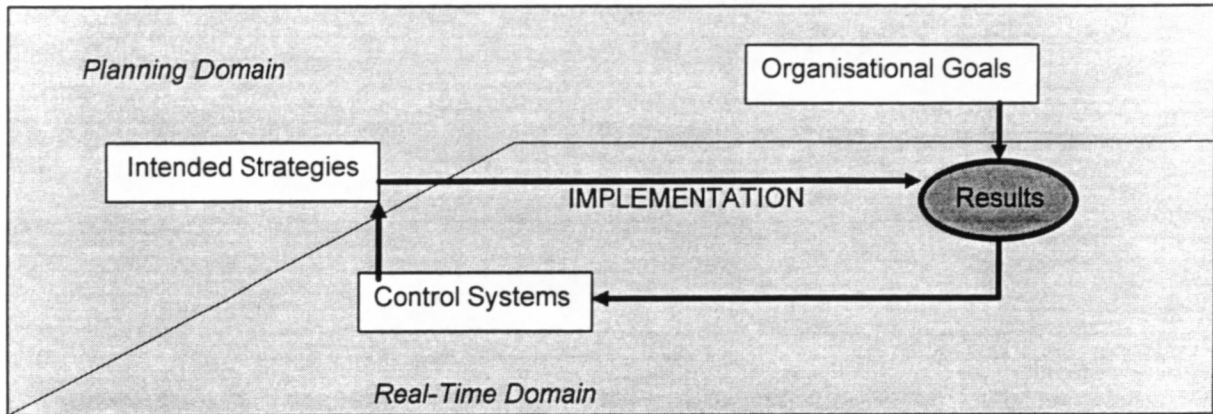 Planning Domain
Organisational Goals
Intended Strategies
IMPLEMENTATION
Results
Control Systems
Real-Time Domain